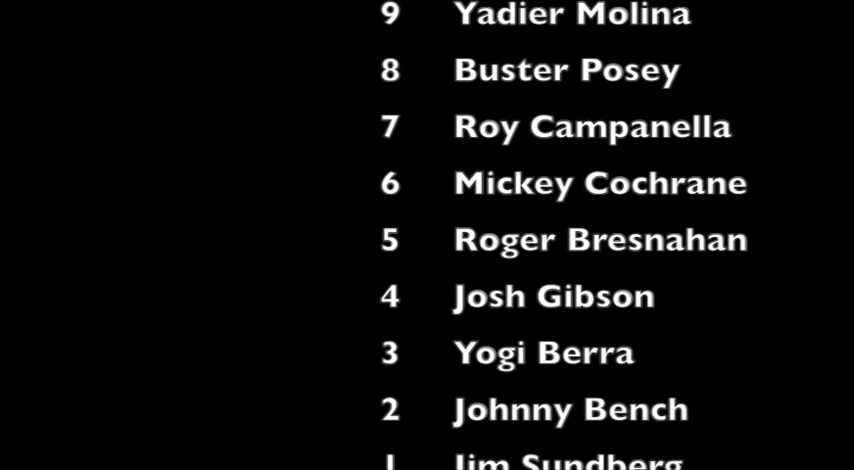 9 Yadier Molina
8 Buster Posey
7 Roy Campanella
6 Mickey Cochrane
5 Roger Bresnahan
4 Josh Gibson
3 Yogi Berra
2 Johnny Bench
1 Jim Sundberg